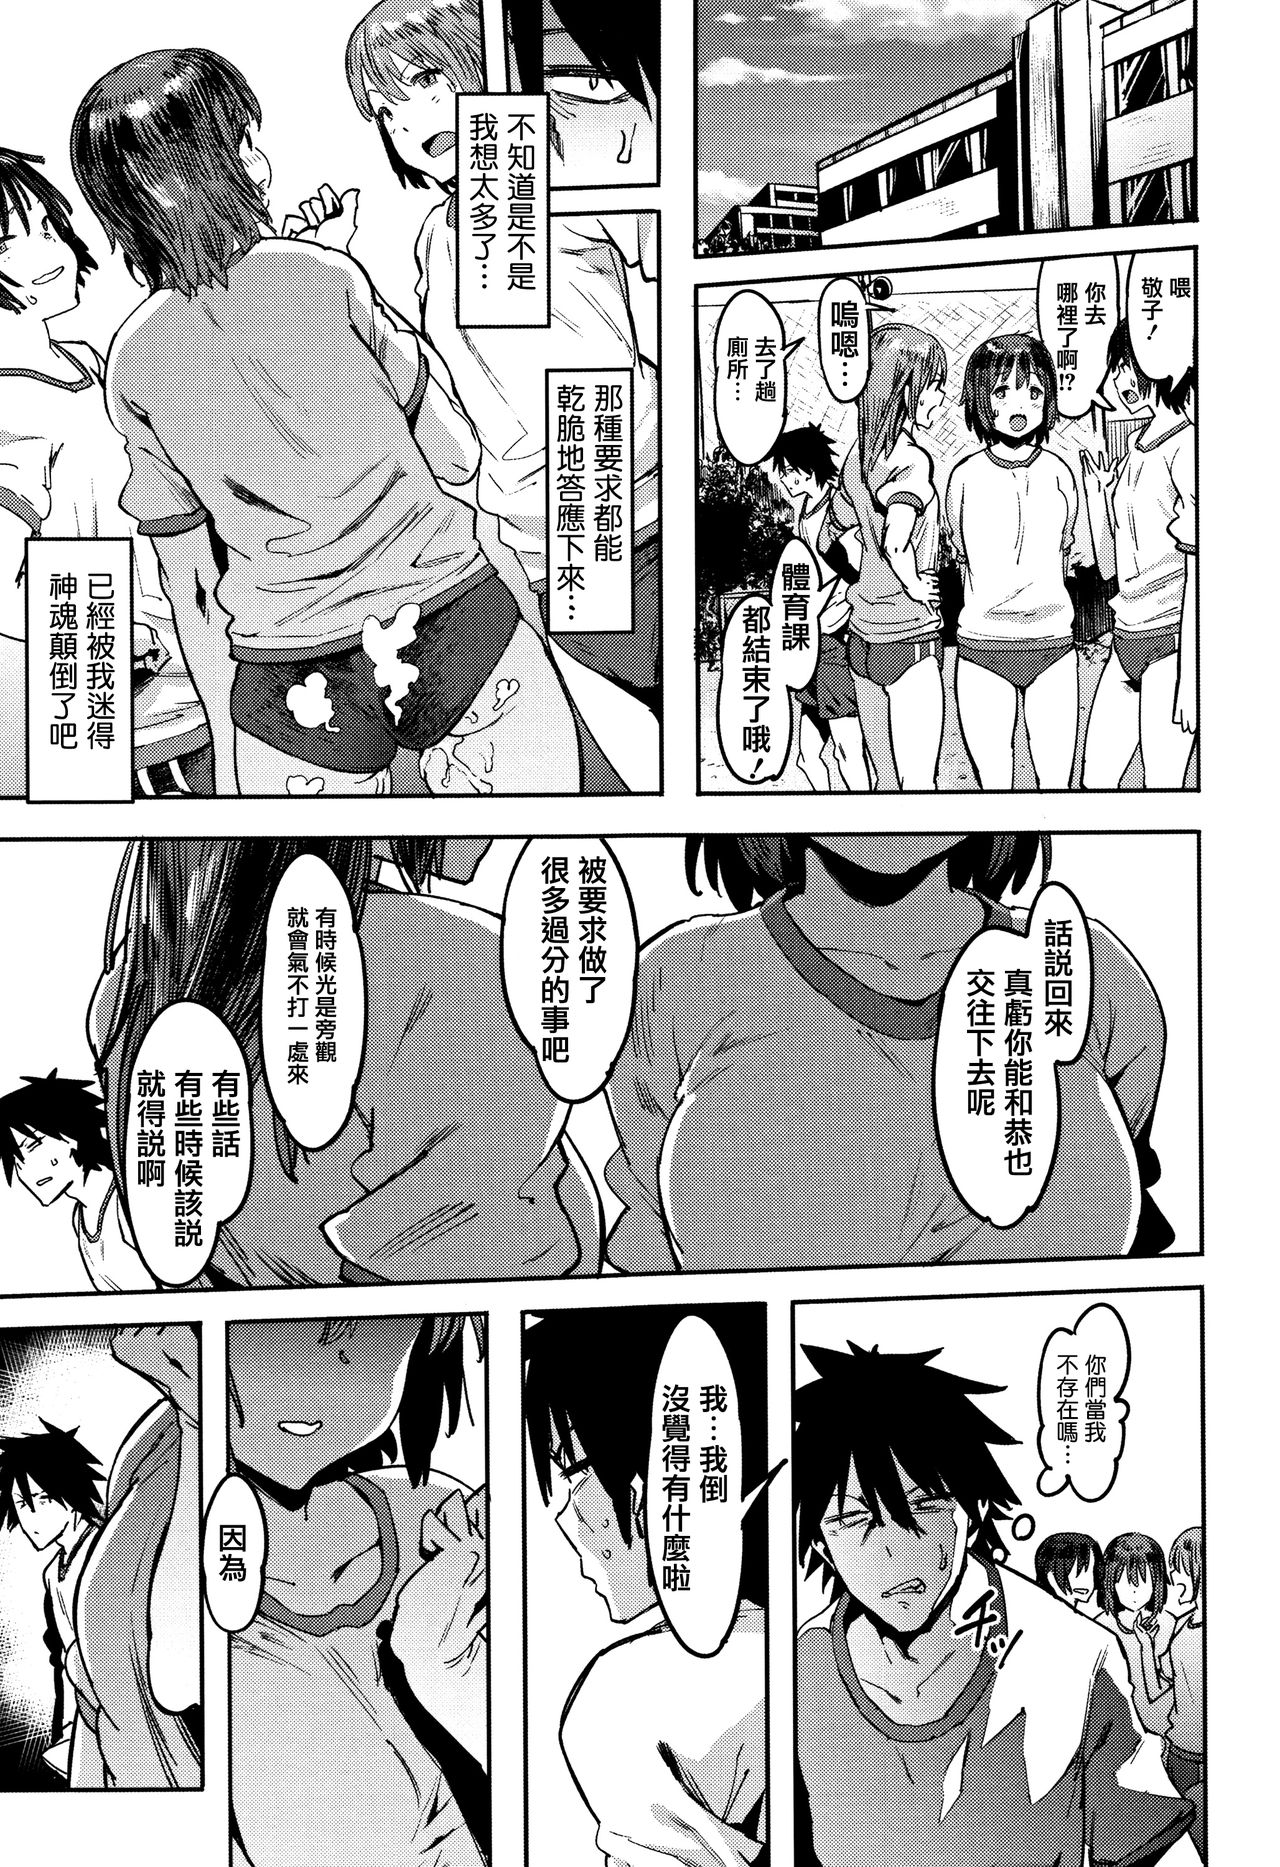 喂
敬子！
你去
哪裡了啊!?
嗚嗯…
去了趟
廁所…
體育課
都結束了哦！
不知道是不是
我想太多了…
那種要求都能
乾脆地答應下來…
已經被我迷得
神魂顛倒了吧
話説回來
真虧你能和恭也
交往下去呢
被要求做了
很多過分的事吧
有時候光是旁觀
就會氣不打一處來
有些話
有些時候該説
就得説啊
你們當我
不存在嗎…
チッ
我…我倒
沒覺得有什麼啦
因為